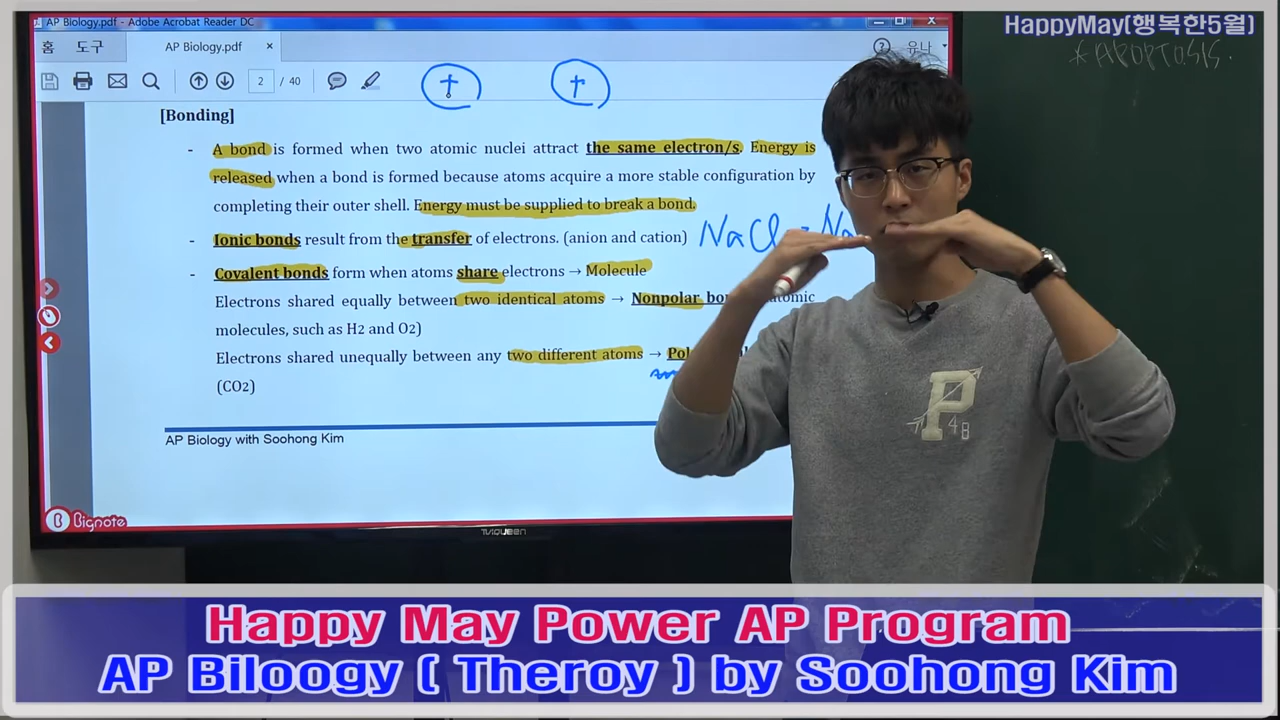 AP Biology.pdf - Adobe Acrobat Reader DC
HappyMay(행복한5월)
홈 도구 AP Biology.pdf × 유나
*APOPTOSIS.
2 / 40
+ +
[Bonding]
- A bond is formed when two atomic nuclei attract the same electron/s. Energy is
released when a bond is formed because atoms acquire a more stable configuration by
completing their outer shell. Energy must be supplied to break a bond.
- Ionic bonds result from the transfer of electrons. (anion and cation) NaCl → Na
- Covalent bonds form when atoms share electrons → Molecule
Electrons shared equally between two identical atoms → Nonpolar
molecules, such as H2 and O2)
Electrons shared unequally between any two different atoms →
(CO2)
AP Biology with Soohong Kim
Bignote
P
48
Happy May Power AP Program
AP Biloogy ( Theroy ) by Soohong Kim